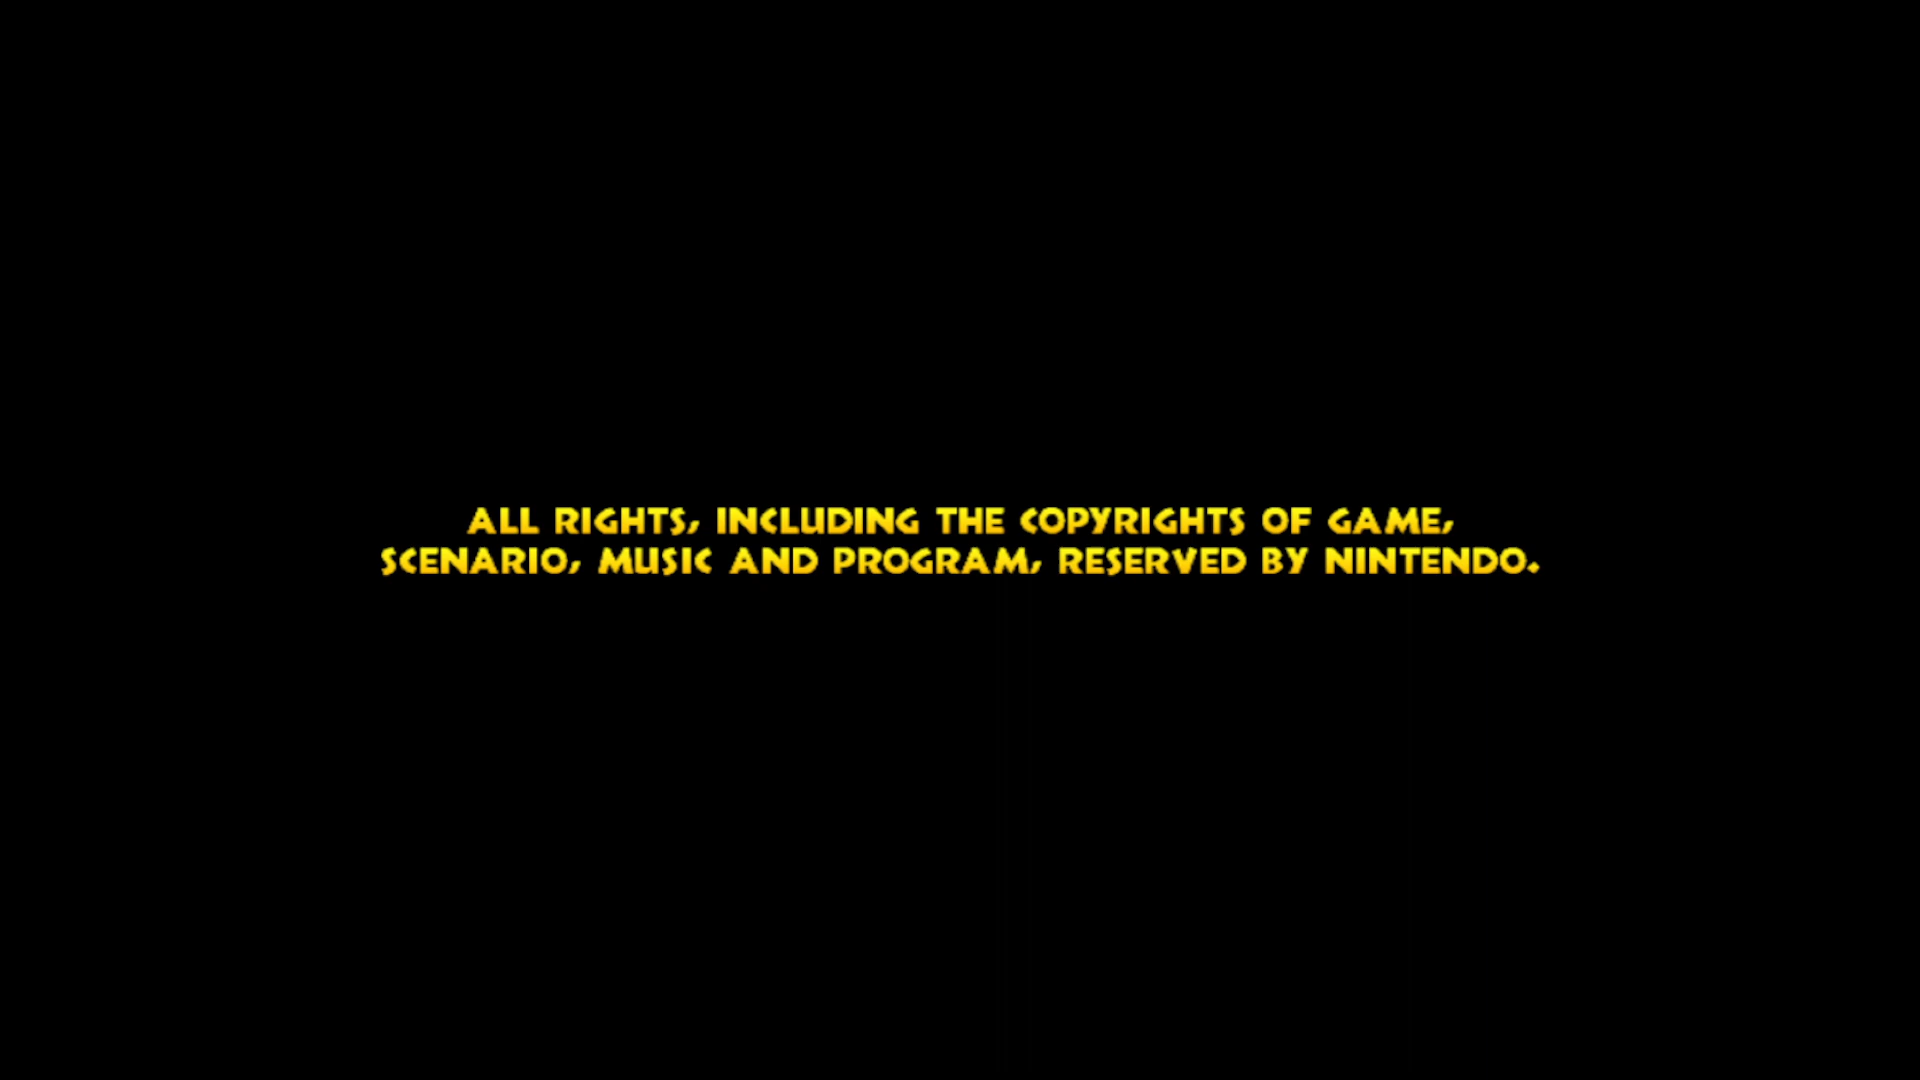 ALL RIGHTS, INCLUDING THE COPYRIGHTS OF GAME,
SCENARIO, MUSIC AND PROGRAM, RESERVED BY NINTENDO.